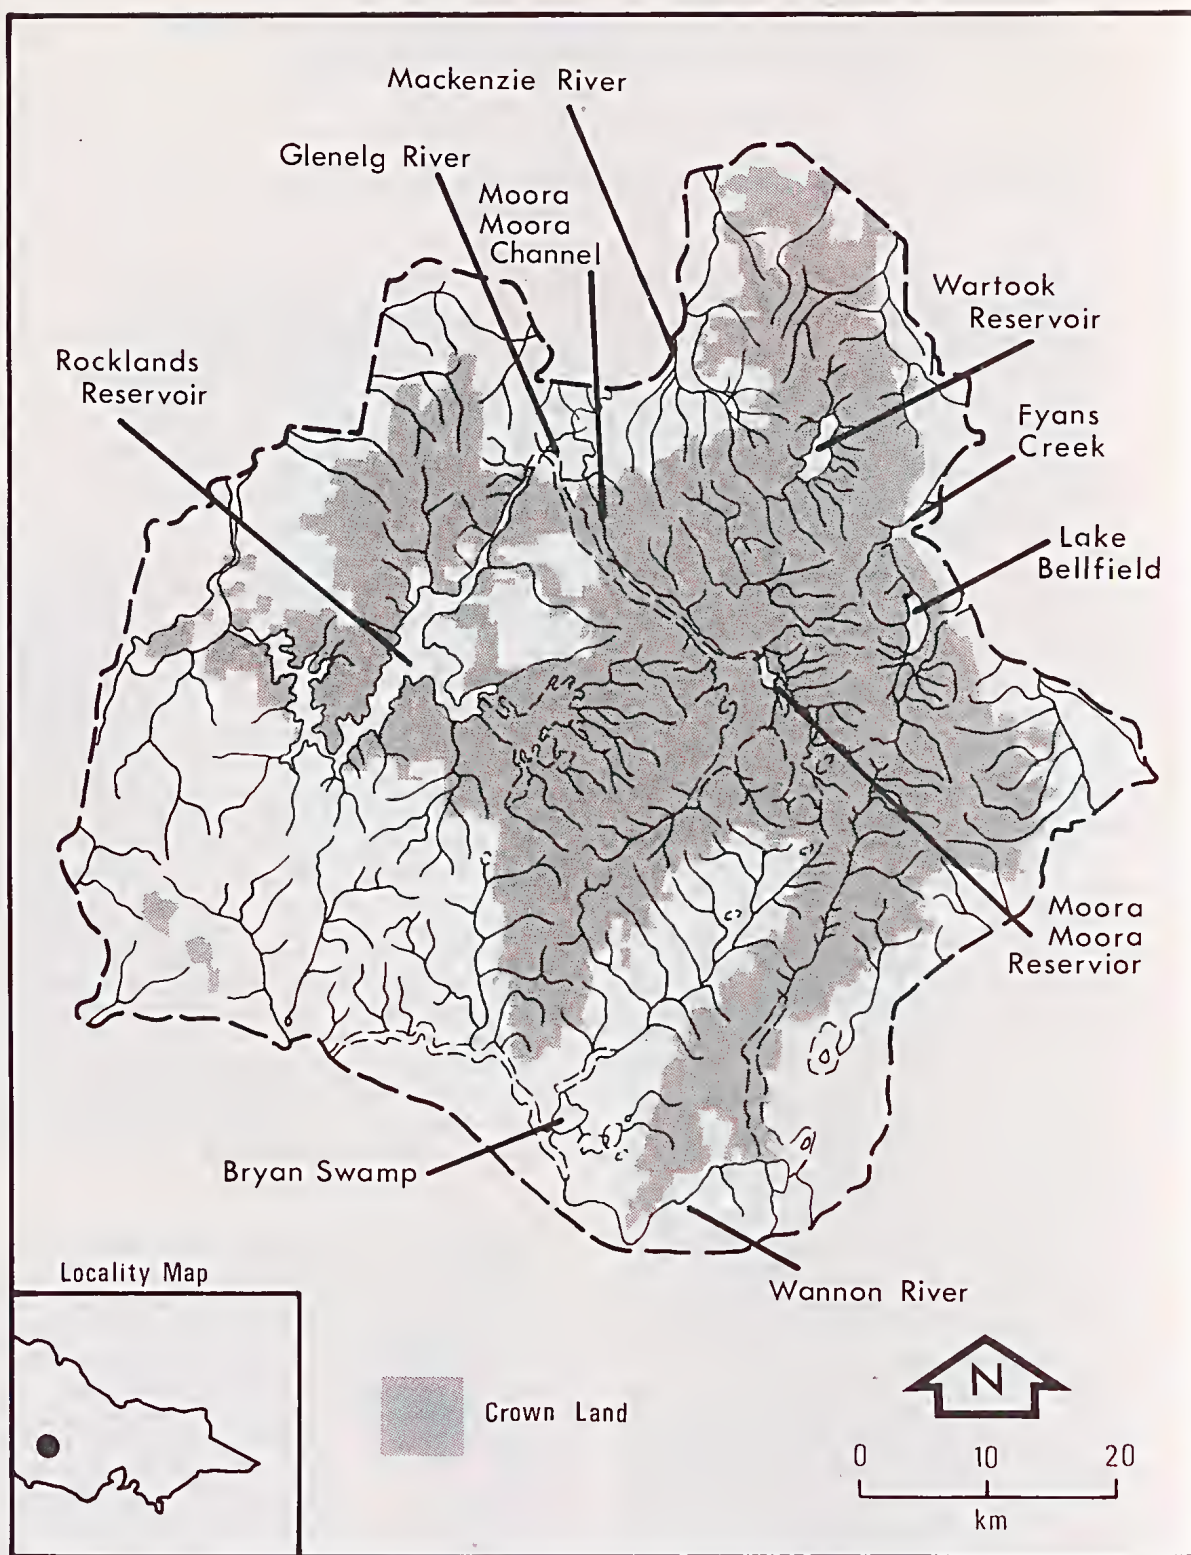 Mackenzie River
Glenelg River
Moora
Moora
Channel
Wartook
Reservoir
Rocklands
Reservoir
Fyans
Creek
Lake
Bellfield
Moora
Moora
Reservior
Bryan Swamp
Wannon River
Locality Map
Crown Land
N
0 10 20
km